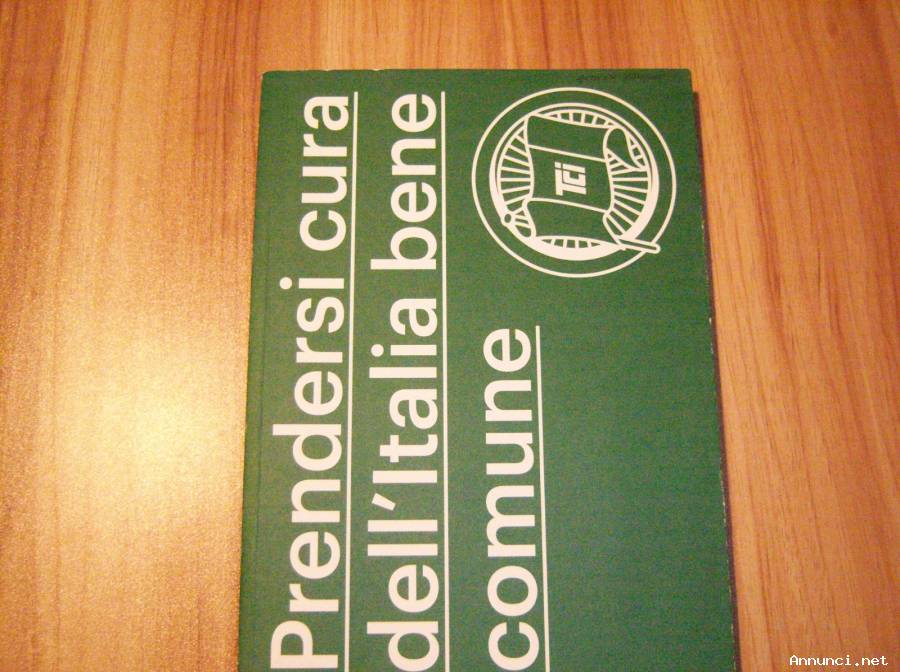 Prendersi cura
dell'Italia bene
comune
Tci
Annunci.net